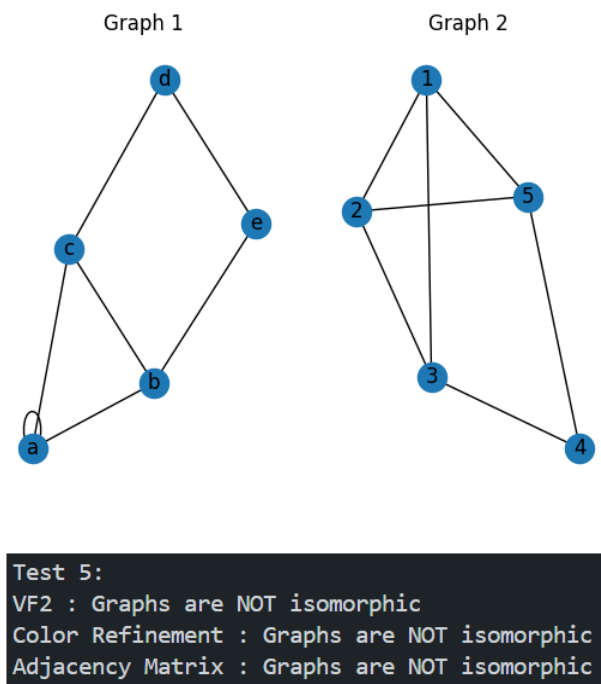 Graph 1
Graph 2
d
1
5
2
e
c
3
b
a
4
Test 5:
VF2 : Graphs are NOT isomorphic
Color Refinement : Graphs are NOT isomorphic
Adjacency Matrix : Graphs are NOT isomorphic